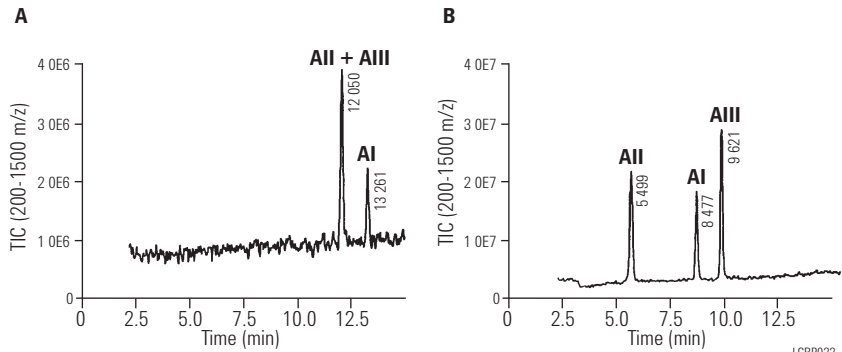 A
TIC (200-1500 m/z)
4 0E6
3 0E6
2 0E6
1 0E6
0
AII + AIII
12 050
AI
13 261
0 2.5 5.0 7.5 10.0 12.5
Time (min)
B
TIC (200-1500 m/z)
4 0E7
3 0E7
2 0E7
1 0E7
0
AII
5 499
AI
8 477
AIII
9 621
0 2.5 5.0 7.5 10.0 12.5
Time (min)